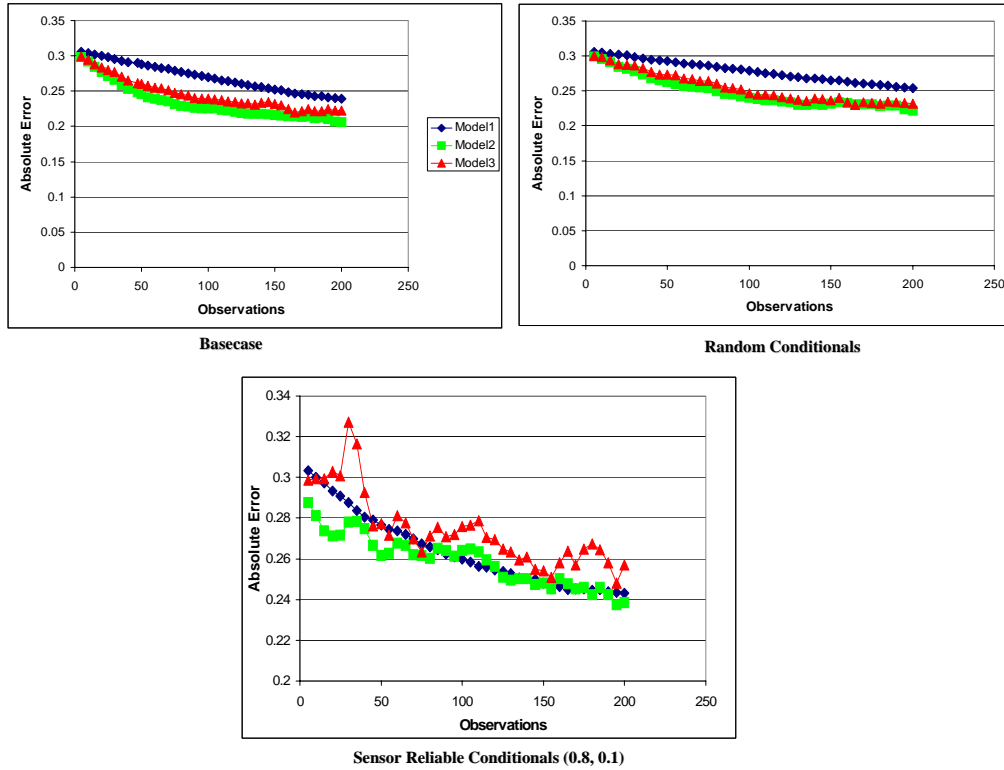 0.35
0.3
0.25
0.2
0.15
0.1
0.05
0
Absolute Error
0 50 100 150 200 250
Observations
Model1
Model2
Model3
Basecase
0.35
0.3
0.25
0.2
0.15
0.1
0.05
0
Absolute Error
0 50 100 150 200 250
Observations
Random Conditionals
0.34
0.32
0.3
0.28
0.26
0.24
0.22
0.2
Absolute Error
0 50 100 150 200 250
Observations
Sensor Reliable Conditionals (0.8, 0.1)